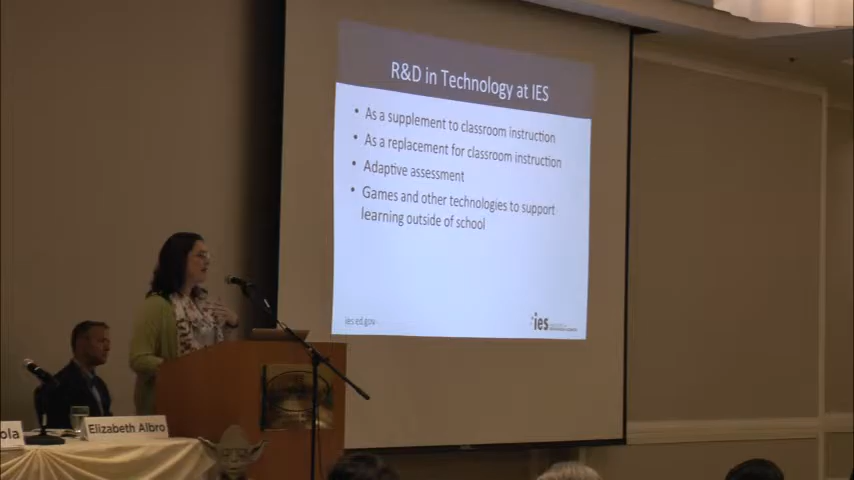 R&D in Technology at IES
• As a supplement to classroom instruction
• As a replacement for classroom instruction
• Adaptive assessment
• Games and other technologies to support
learning outside of school
ies.ed.gov
ies
ola
Elizabeth Albro